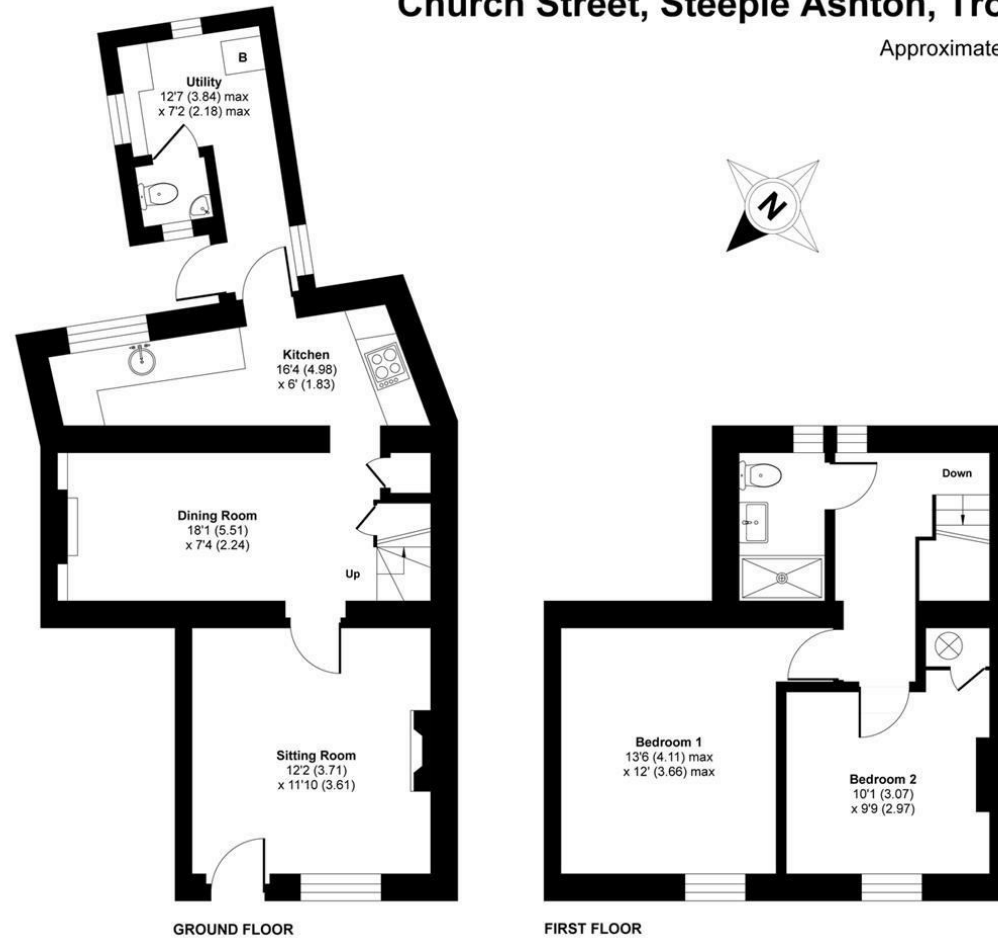 Church Street, Steeple Ashton, Tro
Approximate
B
Utility
12'7 (3.84) max
x 7'2 (2.18) max
N
Kitchen
16'4 (4.98)
x 6' (1.83)
Dining Room
18'1 (5.51)
x 7'4 (2.24)
Up
Down
Sitting Room
12'2 (3.71)
x 11'10 (3.61)
Bedroom 1
13'6 (4.11) max
x 12' (3.66) max
Bedroom 2
10'1 (3.07)
x 9'9 (2.97)
GROUND FLOOR
FIRST FLOOR